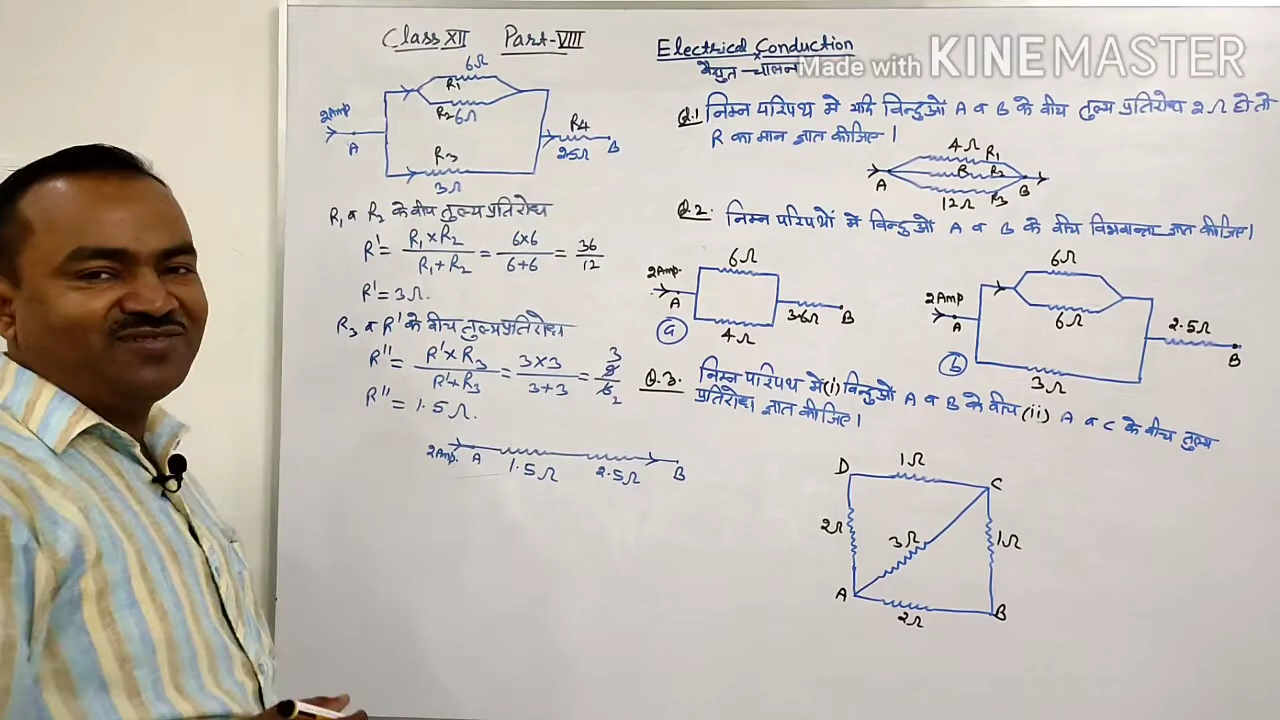 Class XII Part-VIII
6Ω
R1
R2
6Ω
2Amp
A
R3
3Ω
R4
2.5Ω
B
R1 व R2 के बीच तुल्य प्रतिरोध
R' = R1×R2 / R1+R2 = 6×6 / 6+6 = 36 / 12
R' = 3Ω.
R3 व R' के बीच तुल्य प्रतिरोध
R'' = R'×R3 / R'+R3 = 3×3 / 3+3 = 9 / 6 3 2
R'' = 1.5Ω.
2Amp. A 1.5Ω 2.5Ω B
Electrical Conduction
वैद्युत-चालन
Made with KINEMASTER
Q.1 निम्न परिपथ में यदि बिन्दुओं A व B के बीच तुल्य प्रतिरोध 2Ω हो तो
R का मान ज्ञात कीजिए।
4Ω R1
A R R2 B
12Ω R3
Q.2. निम्न परिपथों में बिन्दुओं A व B के बीच विभवान्तर ज्ञात कीजिए।
6Ω
2Amp.
A
4Ω
3.6Ω
B
a
6Ω
2Amp
A
6Ω
3Ω
2.5Ω
B
b
Q.3. निम्न परिपथ में (i) बिन्दुओं A व B के बीच (ii) A व C के बीच तुल्य
प्रतिरोध ज्ञात कीजिए।
D 1Ω C
2Ω 3Ω 1Ω
A 2Ω B